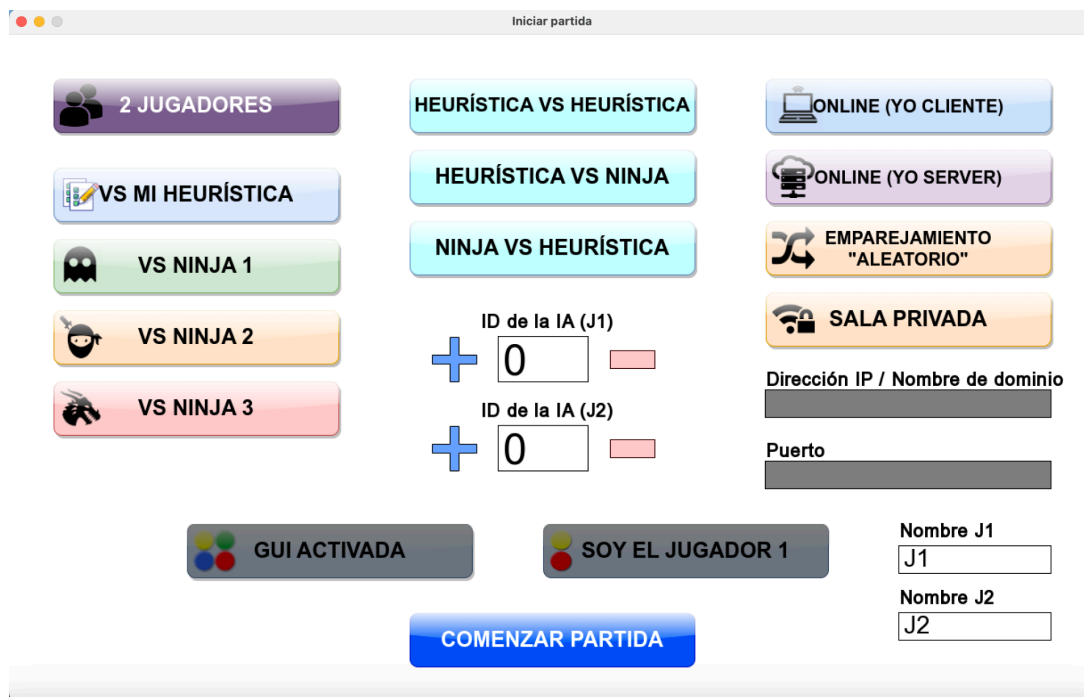 Iniciar partida
2 JUGADORES
VS MI HEURÍSTICA
VS NINJA 1
VS NINJA 2
VS NINJA 3
HEURÍSTICA VS HEURÍSTICA
HEURÍSTICA VS NINJA
NINJA VS HEURÍSTICA
ID de la IA (J1)
0
ID de la IA (J2)
0
ONLINE (YO CLIENTE)
ONLINE (YO SERVER)
EMPAREJAMIENTO
"ALEATORIO"
SALA PRIVADA
Dirección IP / Nombre de dominio
Puerto
GUI ACTIVADA
SOY EL JUGADOR 1
Nombre J1
J1
Nombre J2
J2
COMENZAR PARTIDA